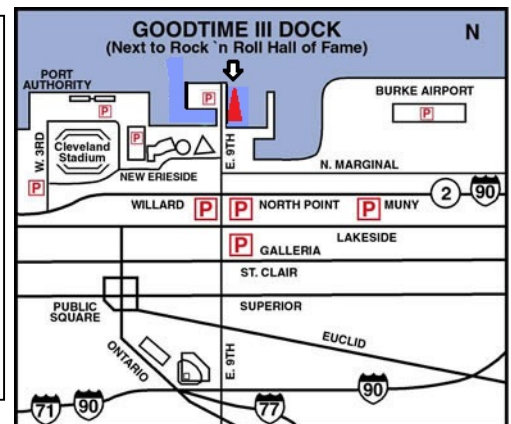 GOODTIME III DOCK
(Next to Rock `n Roll Hall of Fame)
N
PORT
AUTHORITY
BURKE AIRPORT
P
P
P
P
P
W. 3RD
Cleveland
Stadium
E. 9TH
N. MARGINAL
NEW ERIESIDE
2
90
WILLARD
P
P
NORTH POINT
P
MUNY
P
GALLERIA
LAKESIDE
ST. CLAIR
PUBLIC
SQUARE
SUPERIOR
EUCLID
ONTARIO
E. 9TH
71
90
77
90